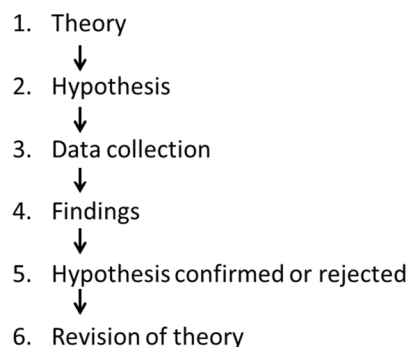 1. Theory
2. Hypothesis
3. Data collection
4. Findings
5. Hypothesis confirmed or rejected
6. Revision of theory